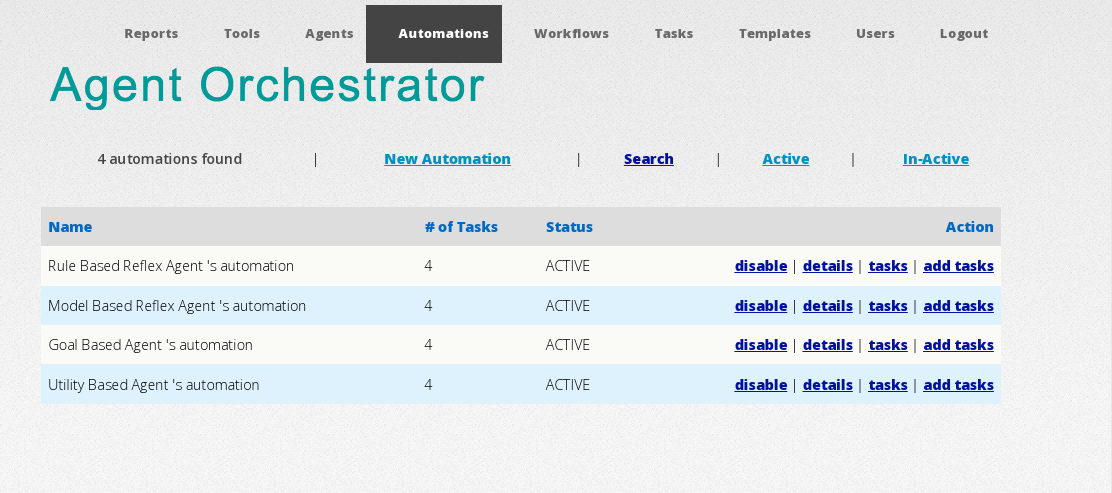 Reports Tools Agents Automations Workflows Tasks Templates Users Logout
Agent Orchestrator
4 automations found | New Automation | Search | Active | In-Active
Name # of Tasks Status Action
Rule Based Reflex Agent 's automation 4 ACTIVE disable | details | tasks | add tasks
Model Based Reflex Agent 's automation 4 ACTIVE disable | details | tasks | add tasks
Goal Based Agent 's automation 4 ACTIVE disable | details | tasks | add tasks
Utility Based Agent 's automation 4 ACTIVE disable | details | tasks | add tasks